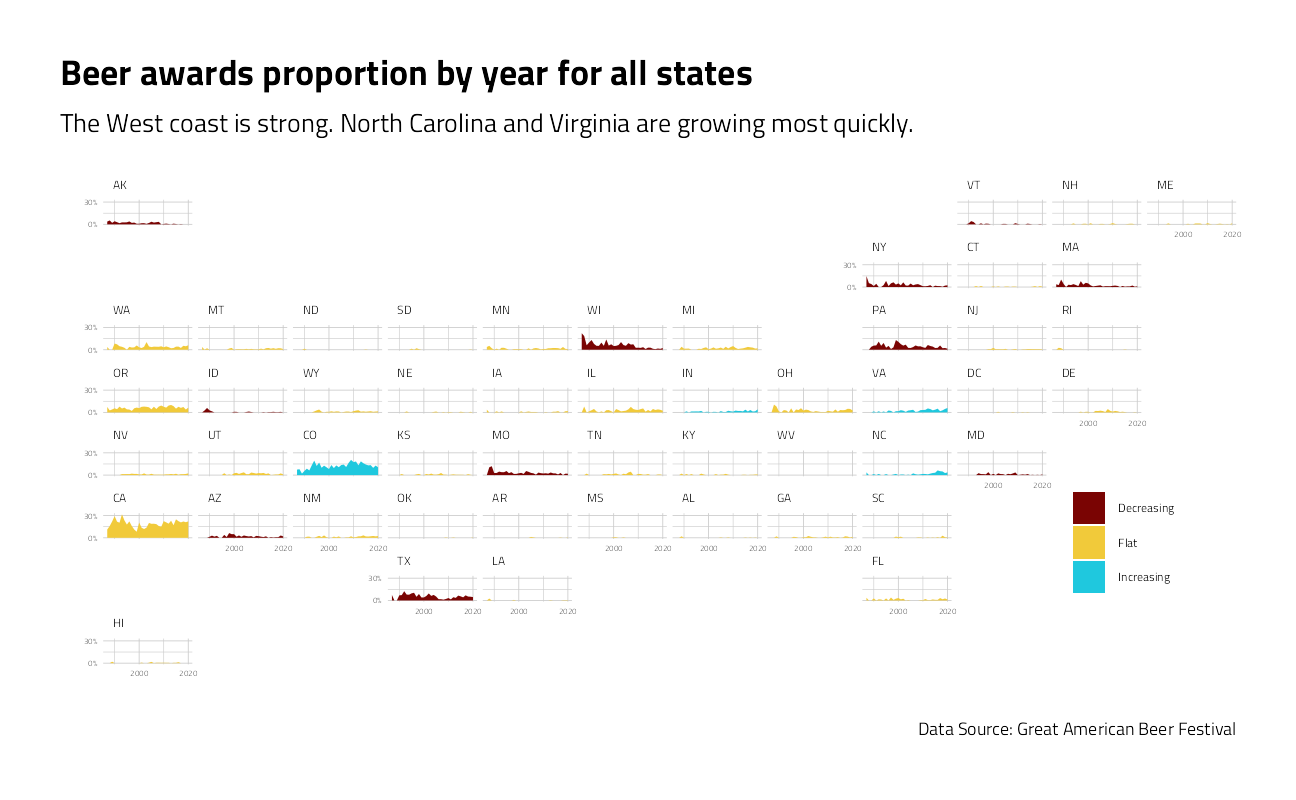 Beer awards proportion by year for all states
The West coast is strong. North Carolina and Virginia are growing most quickly.
AK VT NH ME
30%
0%
2000 2020
NY CT MA
30%
0%
WA MT ND SD MN WI MI PA NJ RI
30%
0%
OR ID WY NE IA IL IN OH VA DC DE
30%
0%
2000 2020
NV UT CO KS MO TN KY WV NC MD
30%
0%
2000 2020
CA AZ NM OK AR MS AL GA SC
30%
0%
2000 2020 2000 2020 2000 2020 2000 2020 2000 2020
Decreasing
Flat
Increasing
TX LA FL
30%
0%
2000 2020 2000 2020 2000 2020
HI
30%
0%
2000 2020
Data Source: Great American Beer Festival